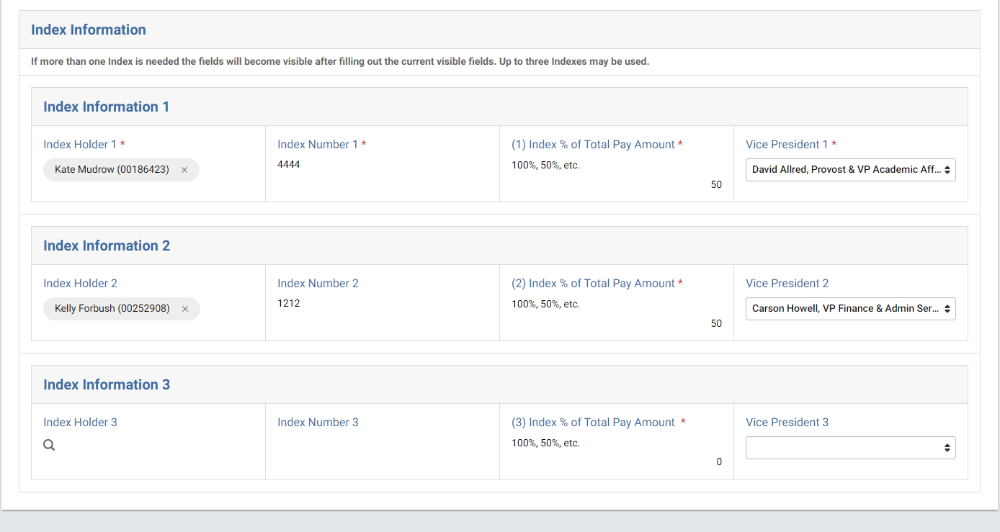 Index Information
If more than one Index is needed the fields will become visible after filling out the current visible fields. Up to three Indexes may be used.
Index Information 1
Index Holder 1 *
Kate Mudrow (00186423) ×
Index Number 1 *
4444
(1) Index % of Total Pay Amount *
100%, 50%, etc.
50
Vice President 1 *
David Allred, Provost & VP Academic Aff...
Index Information 2
Index Holder 2
Kelly Forbush (00252908) ×
Index Number 2
1212
(2) Index % of Total Pay Amount *
100%, 50%, etc.
50
Vice President 2
Carson Howell, VP Finance & Admin Ser...
Index Information 3
Index Holder 3
Index Number 3
(3) Index % of Total Pay Amount *
100%, 50%, etc.
0
Vice President 3